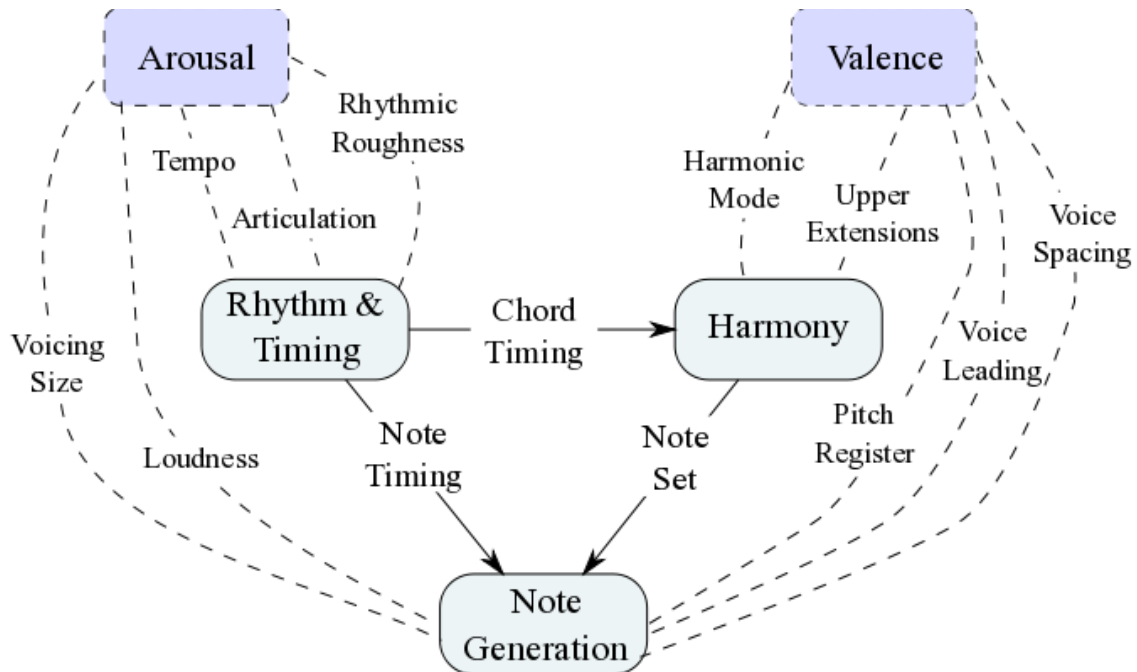 Arousal
Valence
Rhythmic
Roughness
Tempo
Articulation
Harmonic
Mode
Upper
Extensions
Voice
Spacing
Rhythm &
Timing
Chord
Timing
Harmony
Voicing
Size
Voice
Leading
Loudness
Note
Timing
Note
Set
Pitch
Register
Note
Generation